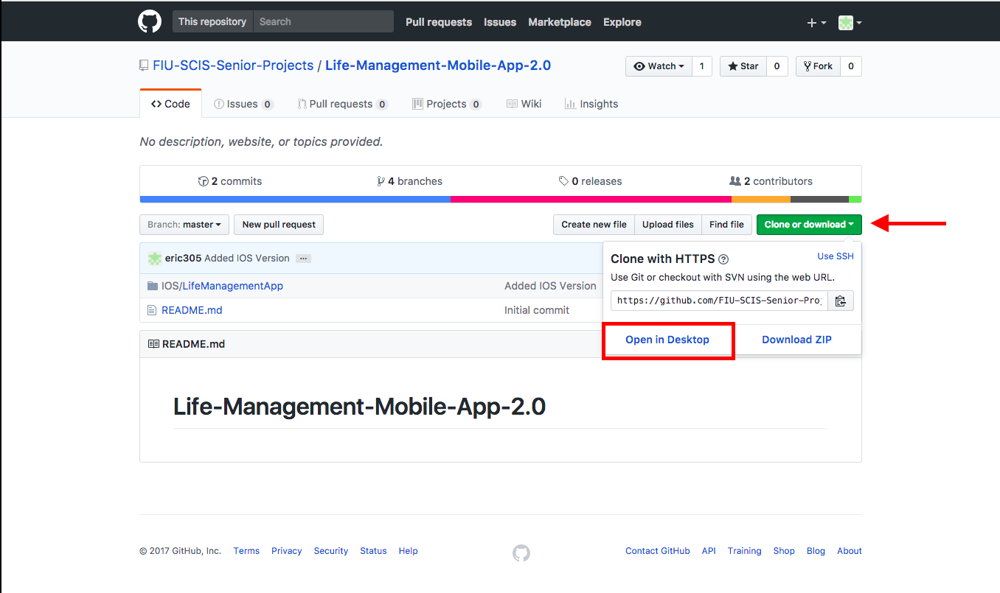 This repository Search Pull requests Issues Marketplace Explore
FIU-SCIS-Senior-Projects / Life-Management-Mobile-App-2.0 Watch 1 Star 0 Fork 0
Code Issues 0 Pull requests 0 Projects 0 Wiki Insights
No description, website, or topics provided.
2 commits 4 branches 0 releases 2 contributors
Branch: master New pull request Create new file Upload files Find file Clone or download
eric305 Added IOS Version ...
Clone with HTTPS ? Use SSH
Use Git or checkout with SVN using the web URL.
IOS/LifeManagementApp Added IOS Version
https://github.com/FIU-SCIS-Senior-Proj
README.md Initial commit
Open in Desktop Download ZIP
README.md
Life-Management-Mobile-App-2.0
© 2017 GitHub, Inc. Terms Privacy Security Status Help Contact GitHub API Training Shop Blog About